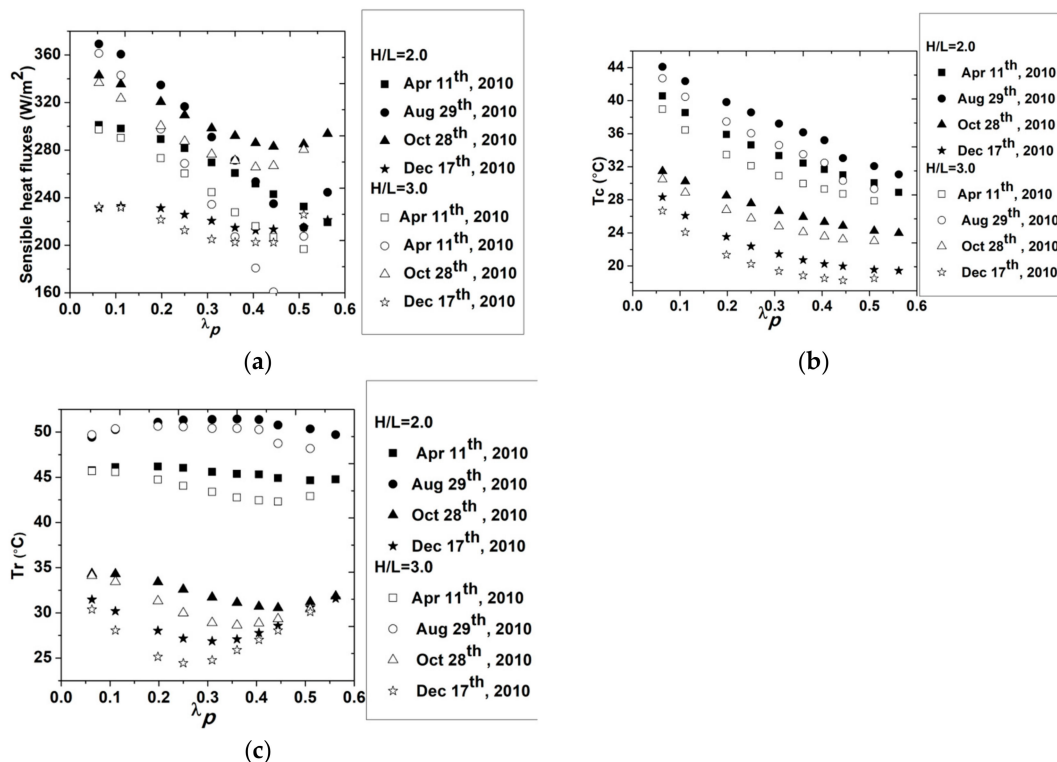 Sensible heat fluxes (W/m²)
360
320
280
240
200
160
0.0 0.1 0.2 0.3 0.4 0.5 0.6
λp
H/L=2.0
Apr 11th, 2010
Aug 29th, 2010
Oct 28th, 2010
Dec 17th, 2010
H/L=3.0
Apr 11th, 2010
Apr 11th, 2010
Oct 28th, 2010
Dec 17th, 2010
(a)
Tc (°C)
44
40
36
32
28
24
20
0.0 0.1 0.2 0.3 0.4 0.5 0.6
λp
H/L=2.0
Apr 11th, 2010
Aug 29th, 2010
Oct 28th, 2010
Dec 17th, 2010
H/L=3.0
Apr 11th, 2010
Aug 29th, 2010
Oct 28th, 2010
Dec 17th, 2010
(b)
Tr (°C)
50
45
40
35
30
25
0.0 0.1 0.2 0.3 0.4 0.5 0.6
λp
H/L=2.0
Apr 11th, 2010
Aug 29th, 2010
Oct 28th, 2010
Dec 17th, 2010
H/L=3.0
Apr 11th, 2010
Aug 29th, 2010
Oct 28th, 2010
Dec 17th, 2010
(c)